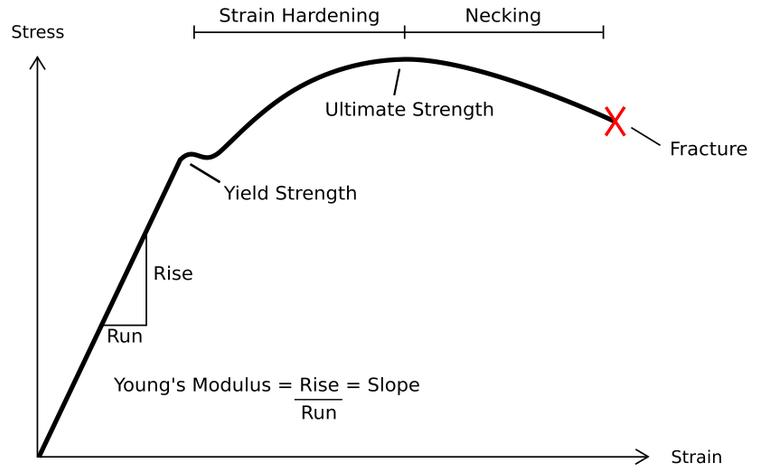 Strain Hardening
Necking
Stress
Ultimate Strength
Fracture
Yield Strength
Rise
Run
Young's Modulus = Rise = Slope
Run
Strain